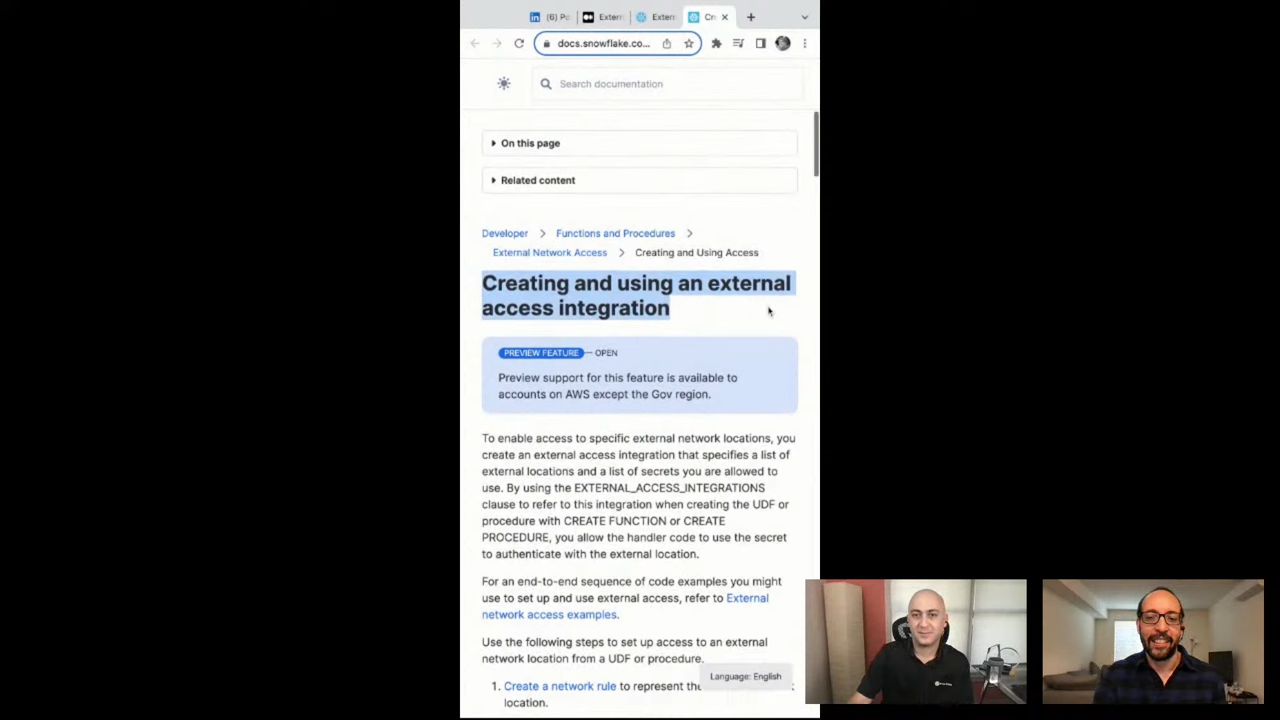 (6) Po
Extern
Extern
Cr
docs.snowflake.co...
Search documentation
On this page
Related content
Developer > Functions and Procedures >
External Network Access > Creating and Using Access
Creating and using an external
access integration
PREVIEW FEATURE — OPEN
Preview support for this feature is available to
accounts on AWS except the Gov region.
To enable access to specific external network locations, you
create an external access integration that specifies a list of
external locations and a list of secrets you are allowed to
use. By using the EXTERNAL_ACCESS_INTEGRATIONS
clause to refer to this integration when creating the UDF or
procedure with CREATE FUNCTION or CREATE
PROCEDURE, you allow the handler code to use the secret
to authenticate with the external location.
For an end-to-end sequence of code examples you might
use to set up and use external access, refer to External
network access examples.
Use the following steps to set up access to an external
network location from a UDF or procedure.
Language: English
1. Create a network rule to represent the
location.